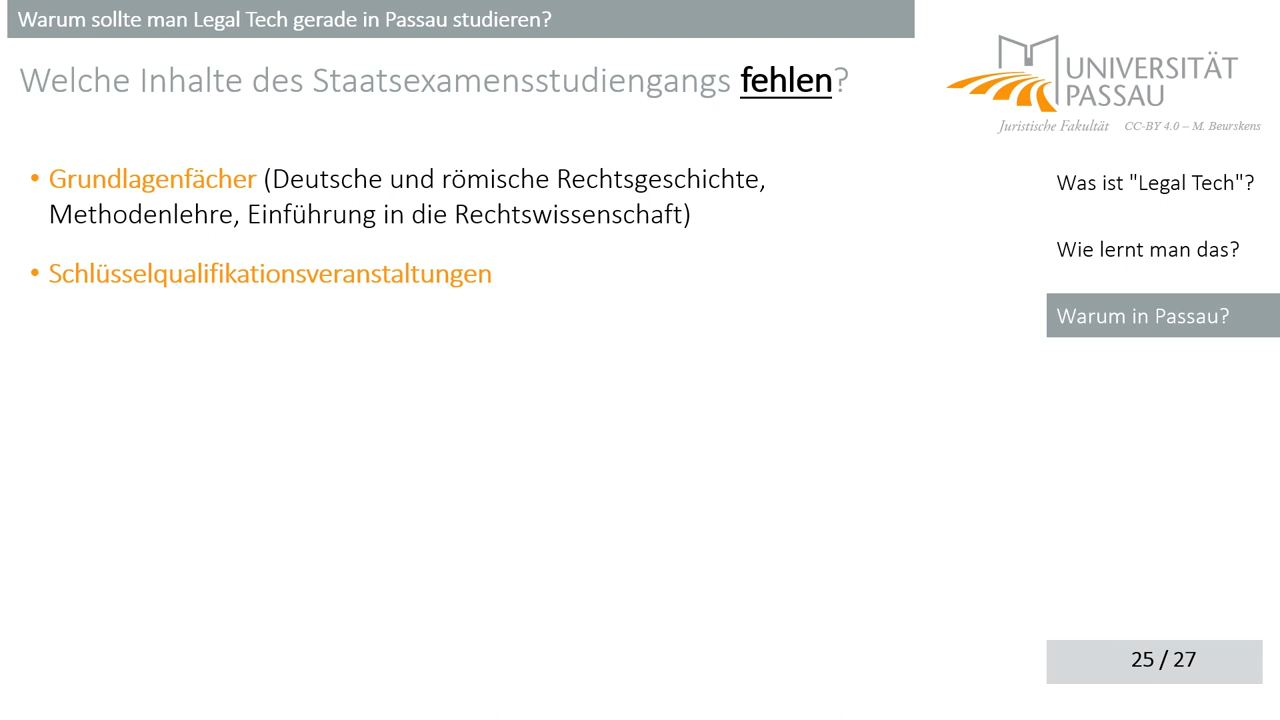 Warum sollte man Legal Tech gerade in Passau studieren?
Welche Inhalte des Staatsexamensstudiengangs fehlen?
• Grundlagenfächer (Deutsche und römische Rechtsgeschichte,
Methodenlehre, Einführung in die Rechtswissenschaft)
• Schlüsselqualifikationsveranstaltungen
UNIVERSITÄT
PASSAU
Juristische Fakultät CC-BY 4.0 – M. Beurskens
Was ist "Legal Tech"?
Wie lernt man das?
Warum in Passau?
25 / 27